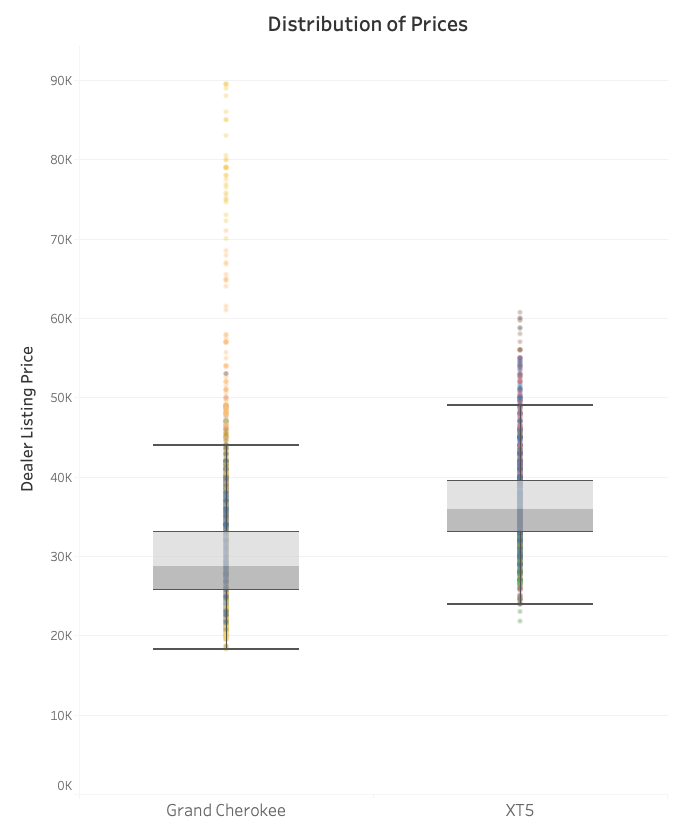 Distribution of Prices
90K
80K
70K
60K
50K
40K
30K
20K
10K
0K
Dealer Listing Price
Grand Cherokee
XT5